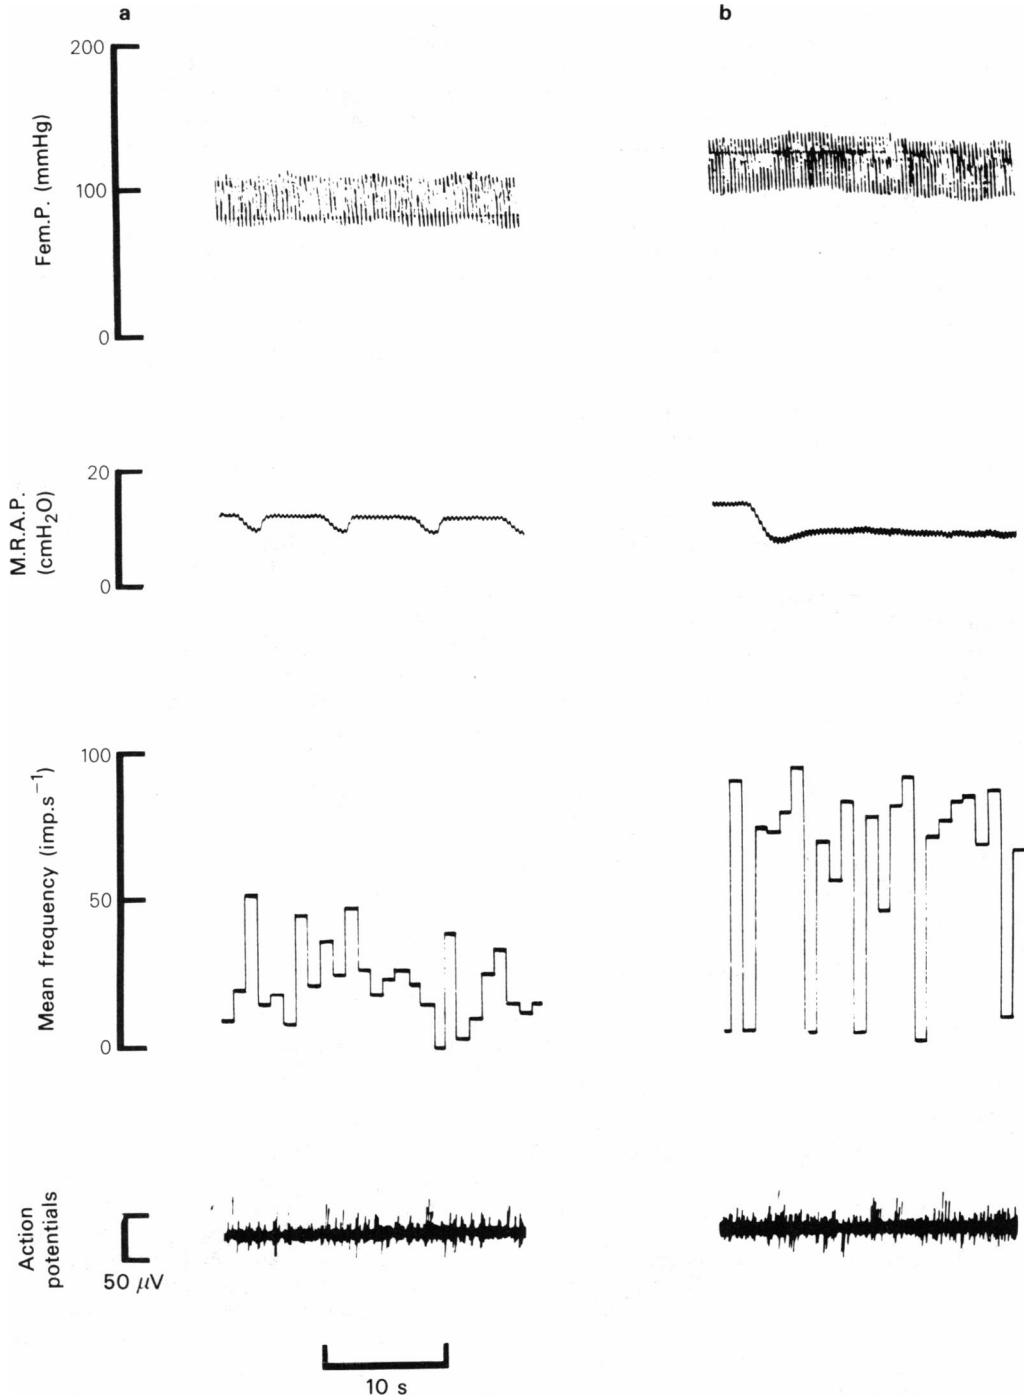 a
b
200
100
0
Fem.P. (mmHg)
20
0
M.R.A.P.
(cmH₂O)
100
50
0
Mean frequency (imp.s⁻¹)
Action
potentials
50 μV
10 s